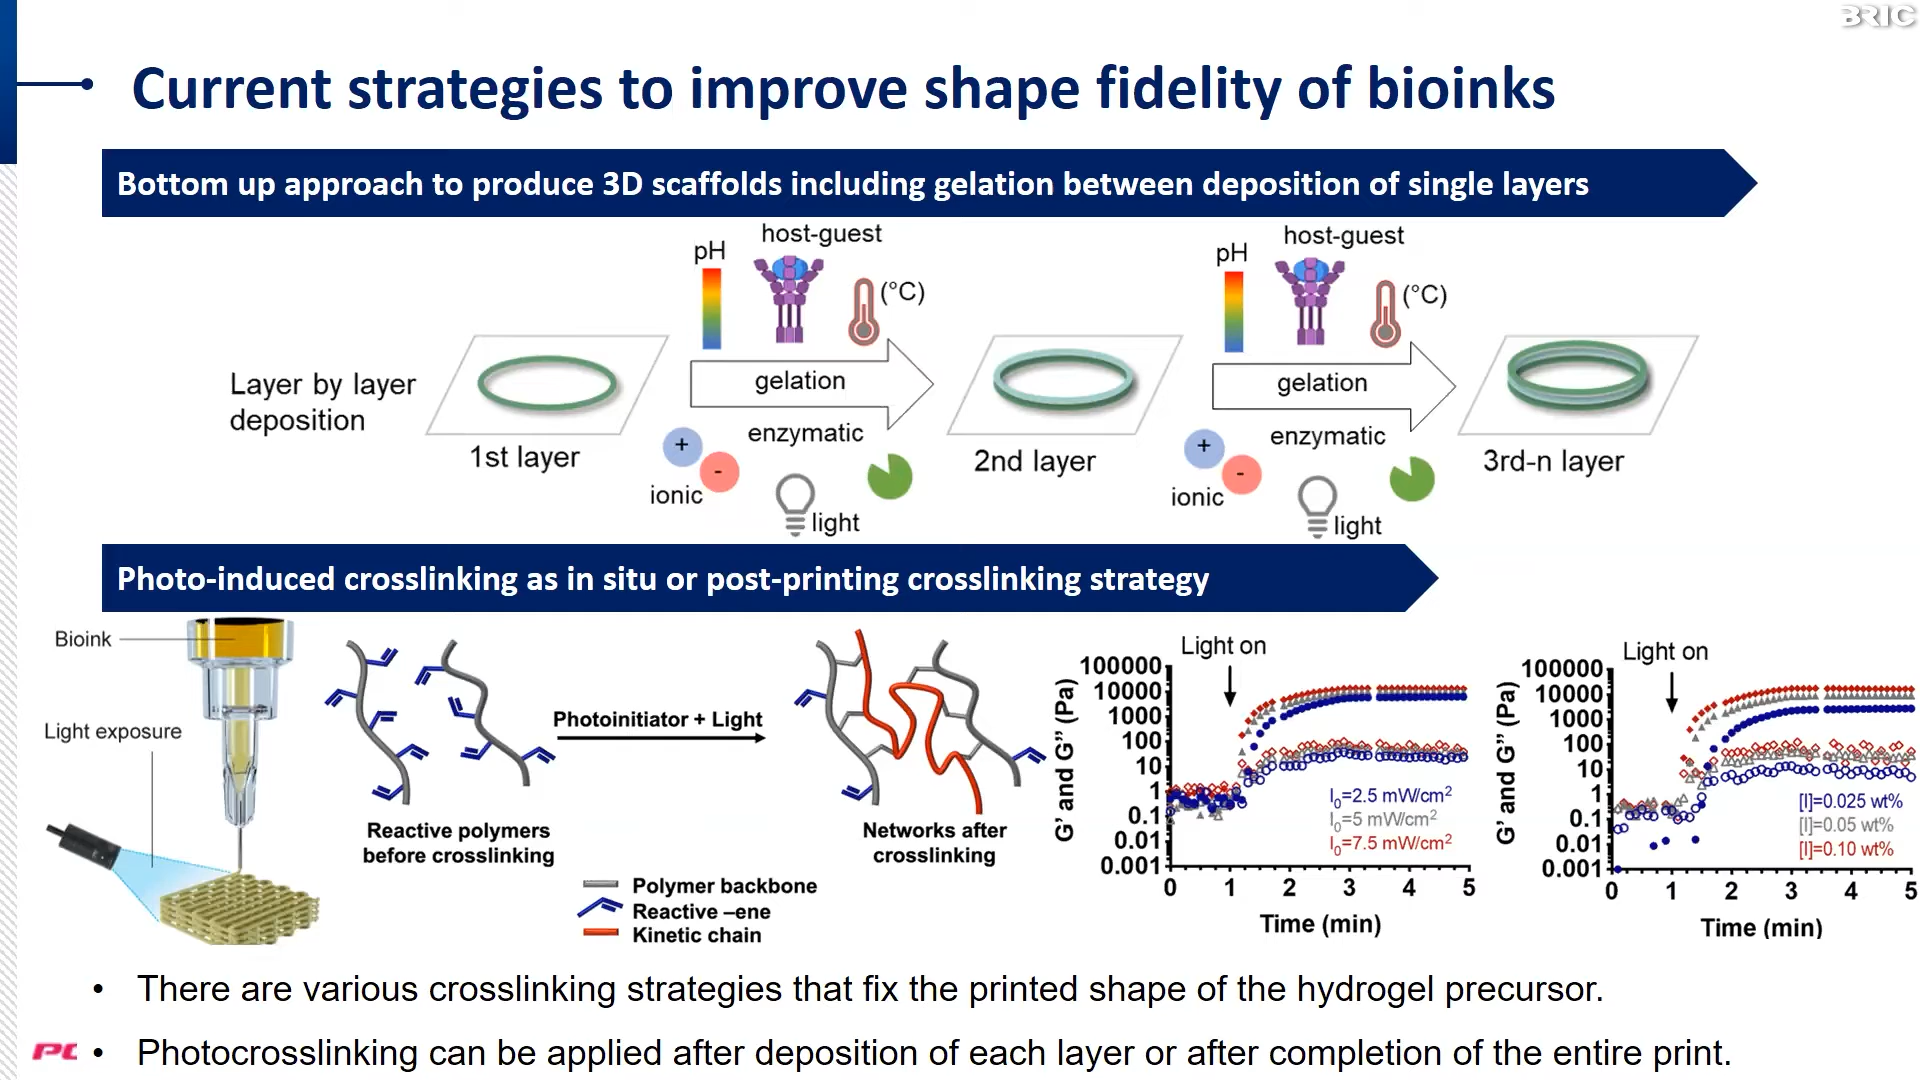 BRIC
Current strategies to improve shape fidelity of bioinks
Bottom up approach to produce 3D scaffolds including gelation between deposition of single layers
Layer by layer
deposition
1st layer
pH
host-guest
(°C)
gelation
enzymatic
+
-
ionic
light
2nd layer
pH
host-guest
(°C)
gelation
enzymatic
+
-
ionic
light
3rd-n layer
Photo-induced crosslinking as in situ or post-printing crosslinking strategy
Bioink
Light exposure
Photoinitiator + Light
Reactive polymers
before crosslinking
Networks after
crosslinking
Polymer backbone
Reactive –ene
Kinetic chain
Light on
G' and G'' (Pa)
100000
10000
1000
100
10
1
0.1
0.01
0.001
I₀=2.5 mW/cm²
I₀=5 mW/cm²
I₀=7.5 mW/cm²
0 1 2 3 4 5
Time (min)
Light on
G' and G'' (Pa)
100000
10000
1000
100
10
1
0.1
0.01
0.001
[I]=0.025 wt%
[I]=0.05 wt%
[I]=0.10 wt%
0 1 2 3 4 5
Time (min)
• There are various crosslinking strategies that fix the printed shape of the hydrogel precursor.
• Photocrosslinking can be applied after deposition of each layer or after completion of the entire print.